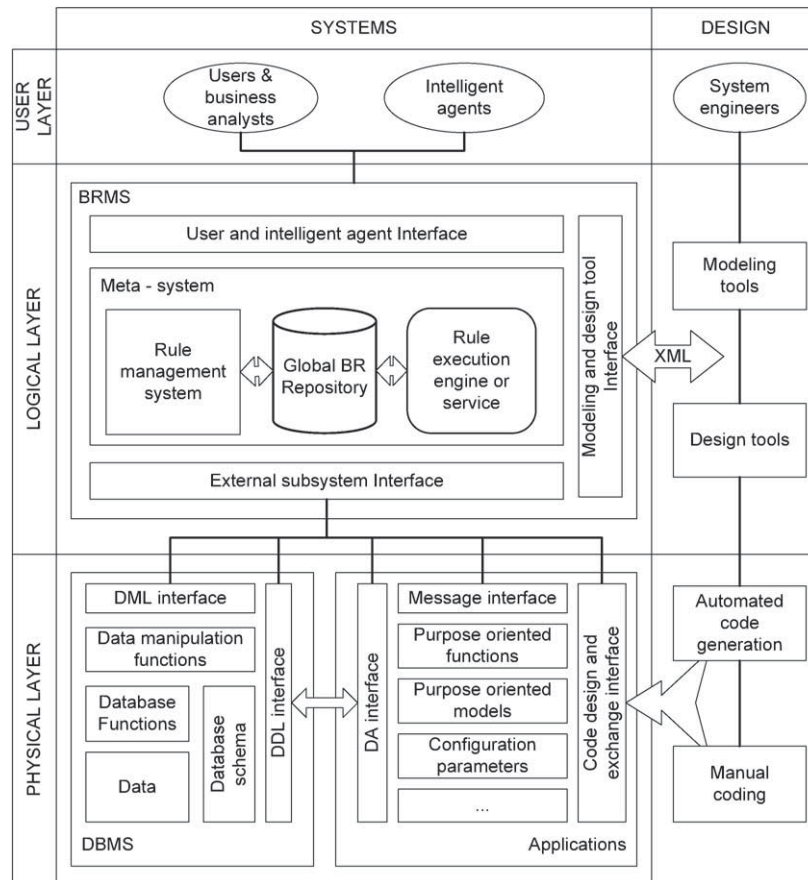 SYSTEMS
DESIGN
USER
LAYER
Users &
business
analysts
Intelligent
agents
System
engineers
LOGICAL LAYER
BRMS
User and intelligent agent Interface
Meta - system
Rule
management
system
Global BR
Repository
Rule
execution
engine or
service
Modeling and design tool
Interface
External subsystem Interface
XML
Modeling
tools
Design tools
PHYSICAL LAYER
DML interface
Data manipulation
functions
Database
Functions
Data
Database
schema
DDL interface
DBMS
DA interface
Message interface
Purpose oriented
functions
Purpose oriented
models
Configuration
parameters
...
Code design and
exchange interface
Applications
Automated
code
generation
Manual
coding